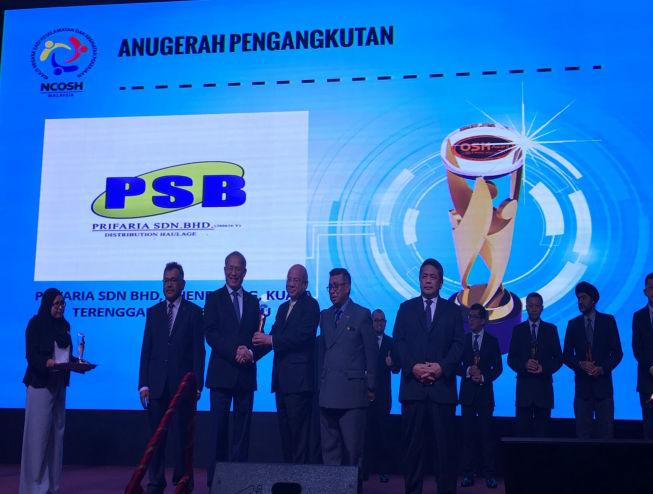 ANUGERAH PENGANGKUTAN
NCOSH
MALAYSIA
PSB
PRIFARIA SDN.BHD.
DISTRIBUTION HAULAGE
OSH
PRIFARIA SDN BHD,
TERENGGA